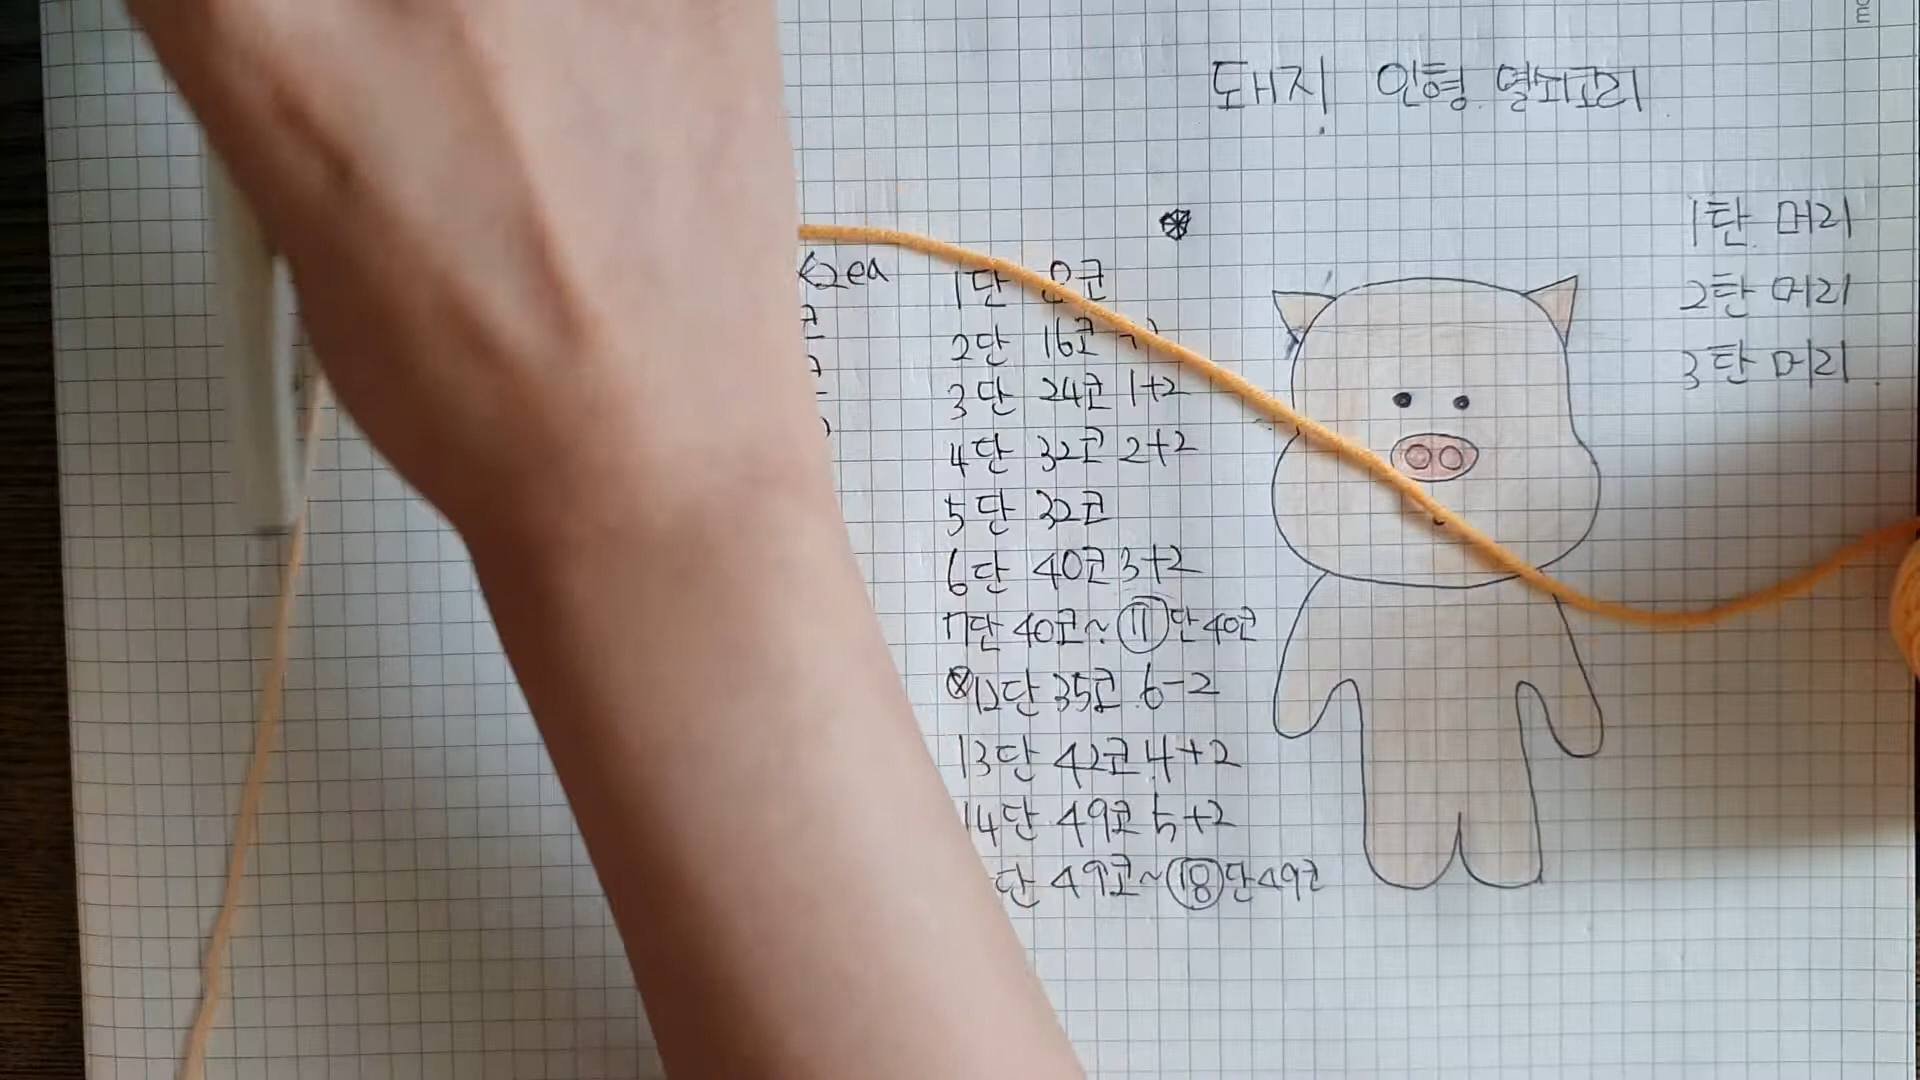 돼지 인형 열쇠고리
1탄 머리
2탄 머리
3탄 머리
2ea
1단 8코
2단 16코
3단 24코 1+2
4단 32코 2+2
5단 32코
6단 40코 3+2
7단 40코~⑪단 40코
⊗12단 35코 6-2
13단 42코 4+2
14단 49코 5+2
단 49코~⑱단 49코